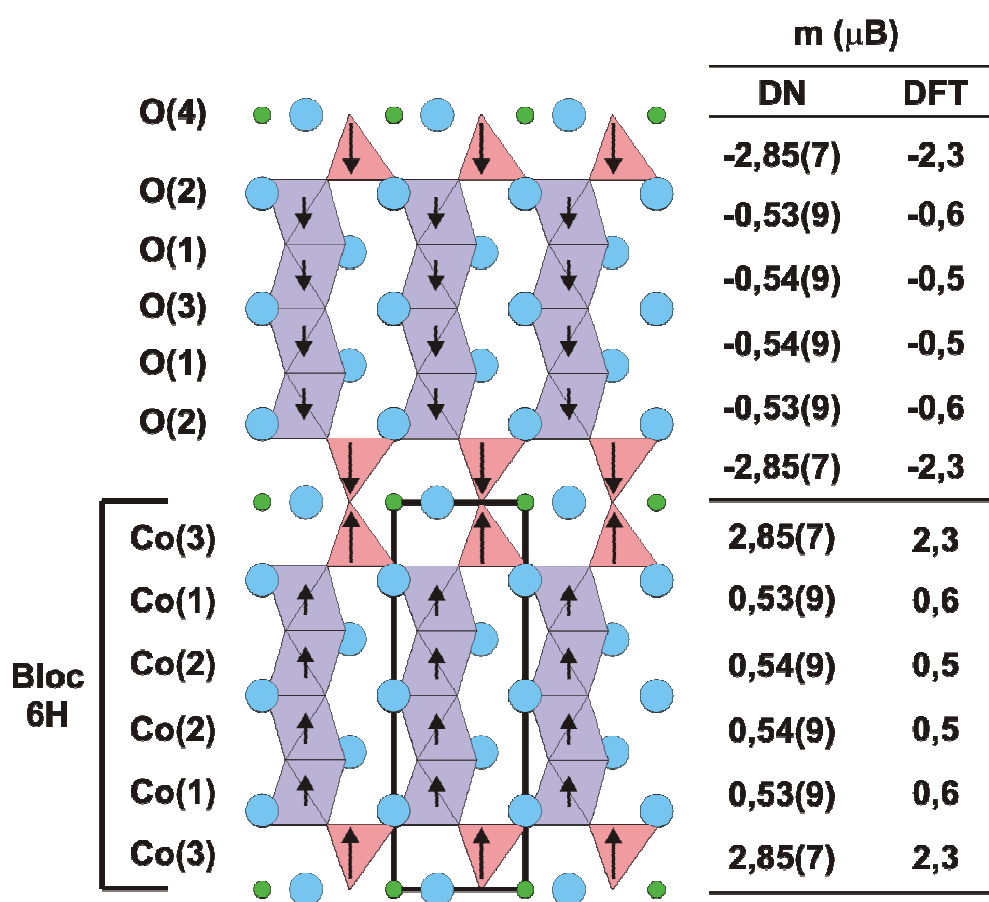 m (μB)
DN DFT
O(4)
-2,85(7) -2,3
O(2)
-0,53(9) -0,6
O(1)
-0,54(9) -0,5
O(3)
-0,54(9) -0,5
O(1)
-0,53(9) -0,6
O(2)
-2,85(7) -2,3
Co(3) 2,85(7) 2,3
Co(1) 0,53(9) 0,6
Co(2) 0,54(9) 0,5
Bloc
6H
Co(2) 0,54(9) 0,5
Co(1) 0,53(9) 0,6
Co(3) 2,85(7) 2,3